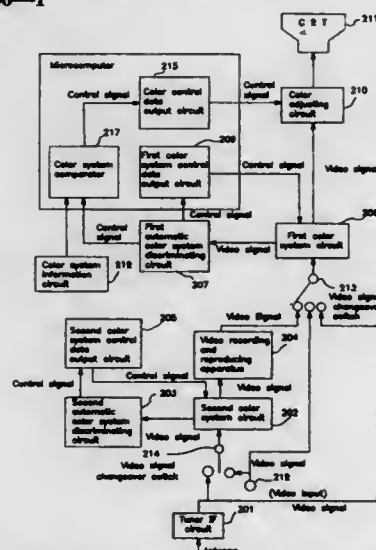 C R T
211
Microcomputer
215
Color control
data
output circuit
Control
signal
Color
adjusting
circuit
210
Control signal
217
209
Color system
comparator
First color
system control
data
output circuit
Control signal
Video signal
Control
signal
Control
signal
First
automatic
color system
discriminating
circuit
207
Video
signal
First color
system circuit
Color system
information circuit
213
Video signal
changeover
switch
205
Second color
system control
data
output circuit
Video Signal
204
Video recording
and
reproducing
apparatus
Control signal
Video
signal
Control signal
203
Second
automatic
color system
discriminating
circuit
Second color
system circuit
202
Video signal
214
Video signal
changeover switch
Video signal
212
(Video input)
Video signal
Tuner IF
circuit
201
Antenna